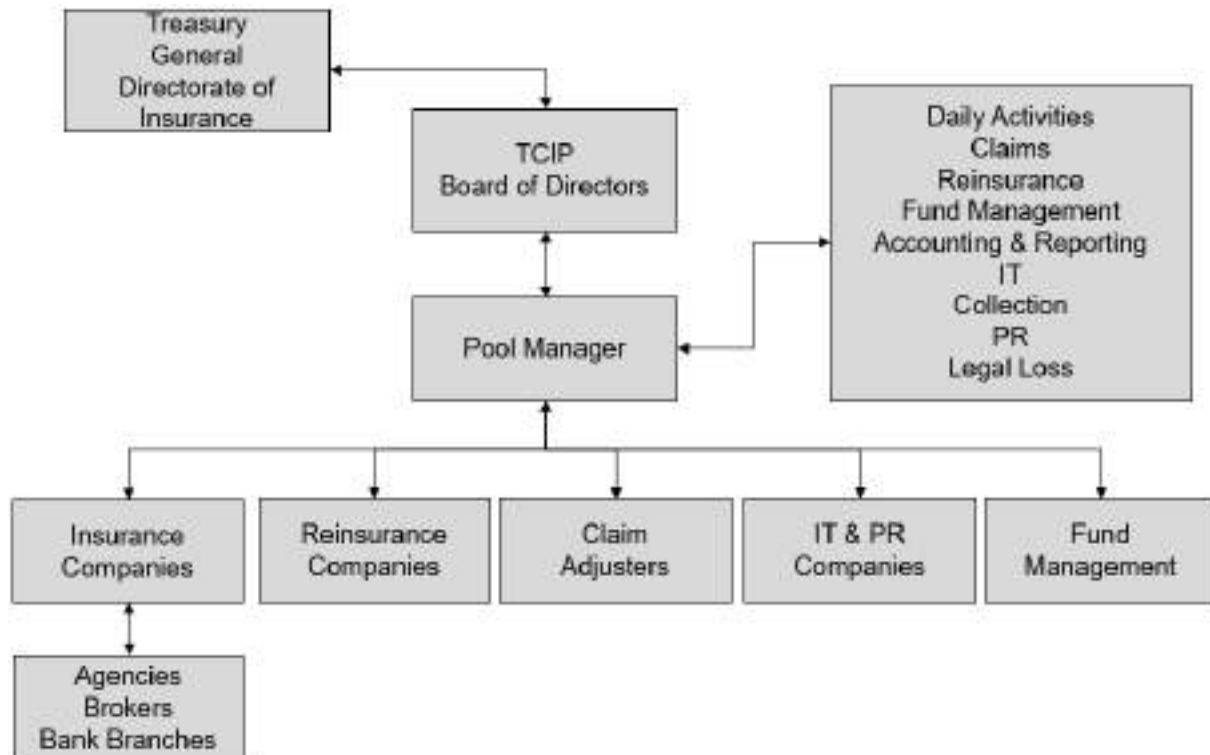 Treasury
General
Directorate of
Insurance
TCIP
Board of Directors
Daily Activities
Claims
Reinsurance
Fund Management
Accounting & Reporting
IT
Collection
PR
Legal Loss
Pool Manager
Insurance
Companies
Reinsurance
Companies
Claim
Adjusters
IT & PR
Companies
Fund
Management
Agencies
Brokers
Bank Branches